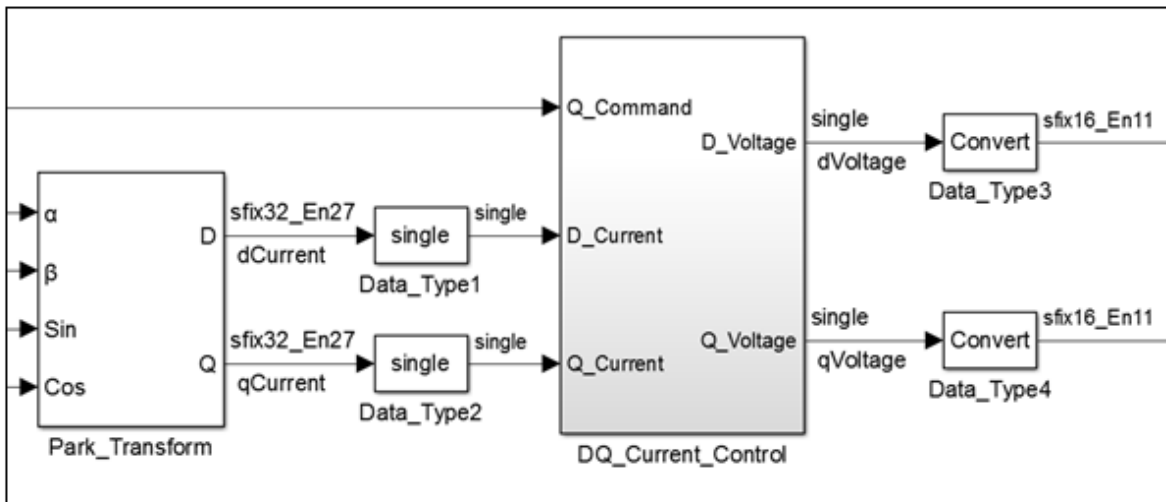 α
β
Sin
Cos
D
Q
Park_Transform
sfix32_En27
dCurrent
sfix32_En27
qCurrent
single
Data_Type1
single
Data_Type2
single
single
Q_Command
D_Current
Q_Current
D_Voltage
Q_Voltage
DQ_Current_Control
single
dVoltage
Convert
Data_Type3
sfix16_En11
single
qVoltage
Convert
Data_Type4
sfix16_En11